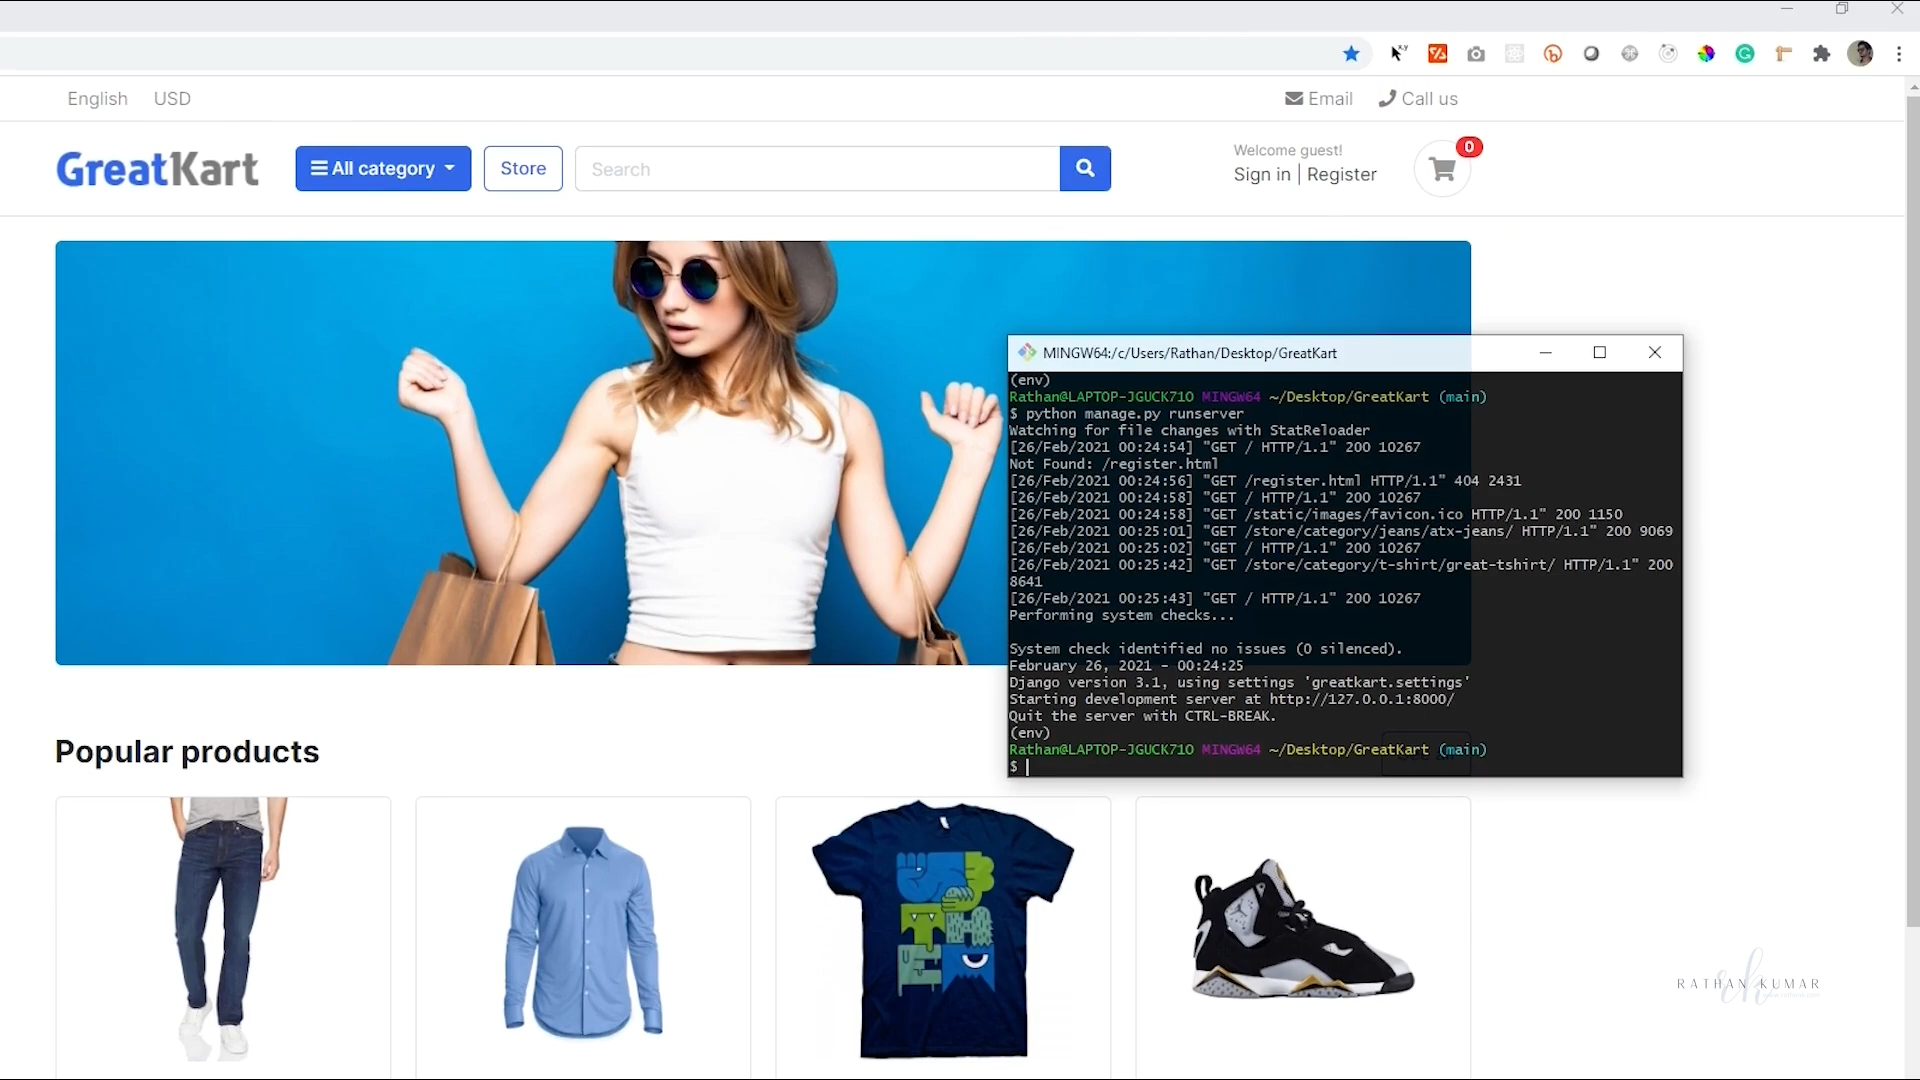 English USD
Email Call us
GreatKart
All category
Store
Search
Welcome guest!
Sign in | Register
0
MINGW64:/c/Users/Rathan/Desktop/GreatKart
(env)
Rathan@LAPTOP-JGUCK71O MINGW64 ~/Desktop/GreatKart (main)
$ python manage.py runserver
Watching for file changes with StatReloader
[26/Feb/2021 00:24:54] "GET / HTTP/1.1" 200 10267
Not Found: /register.html
[26/Feb/2021 00:24:56] "GET /register.html HTTP/1.1" 404 2431
[26/Feb/2021 00:24:58] "GET / HTTP/1.1" 200 10267
[26/Feb/2021 00:24:58] "GET /static/images/favicon.ico HTTP/1.1" 200 1150
[26/Feb/2021 00:25:01] "GET /store/category/jeans/atx-jeans/ HTTP/1.1" 200 9069
[26/Feb/2021 00:25:02] "GET / HTTP/1.1" 200 10267
[26/Feb/2021 00:25:42] "GET /store/category/t-shirt/great-tshirt/ HTTP/1.1" 200
8641
[26/Feb/2021 00:25:43] "GET / HTTP/1.1" 200 10267
Performing system checks...
System check identified no issues (0 silenced).
February 26, 2021 - 00:24:25
Django version 3.1, using settings 'greatkart.settings'
Starting development server at http://127.0.0.1:8000/
Quit the server with CTRL-BREAK.
(env)
Rathan@LAPTOP-JGUCK71O MINGW64 ~/Desktop/GreatKart (main)
$
Popular products
RATHAN KUMAR